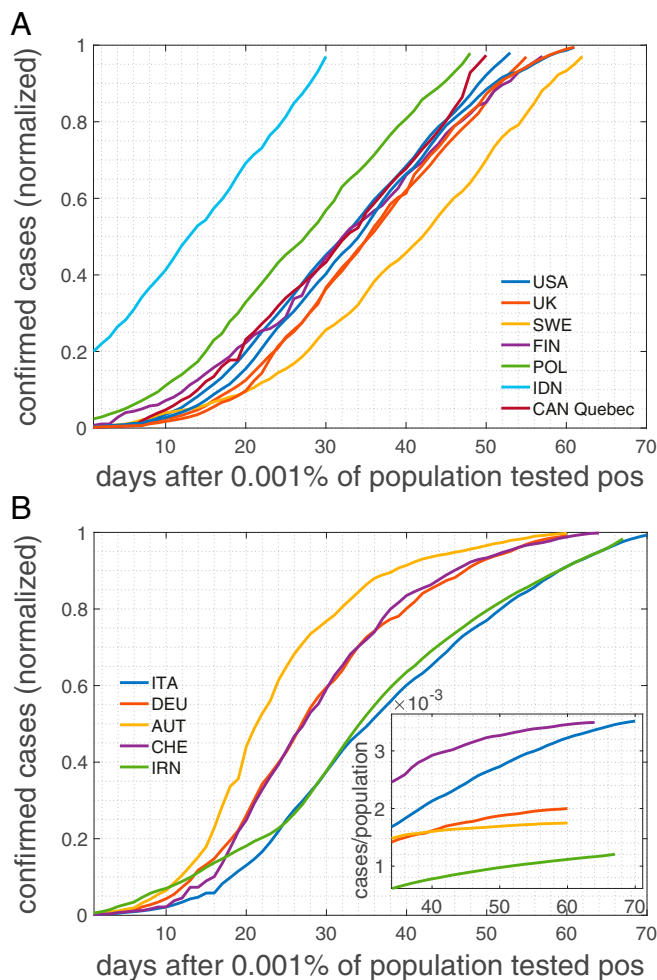 A
confirmed cases (normalized)
1
0.8
0.6
0.4
0.2
0
USA
UK
SWE
FIN
POL
IDN
CAN Quebec
10 20 30 40 50 60 70
days after 0.001% of population tested pos
B
confirmed cases (normalized)
1
0.8
0.6
0.4
0.2
0
ITA
DEU
AUT
CHE
IRN
×10⁻³
cases/population
3
2
1
40 50 60 70
10 20 30 40 50 60 70
days after 0.001% of population tested pos